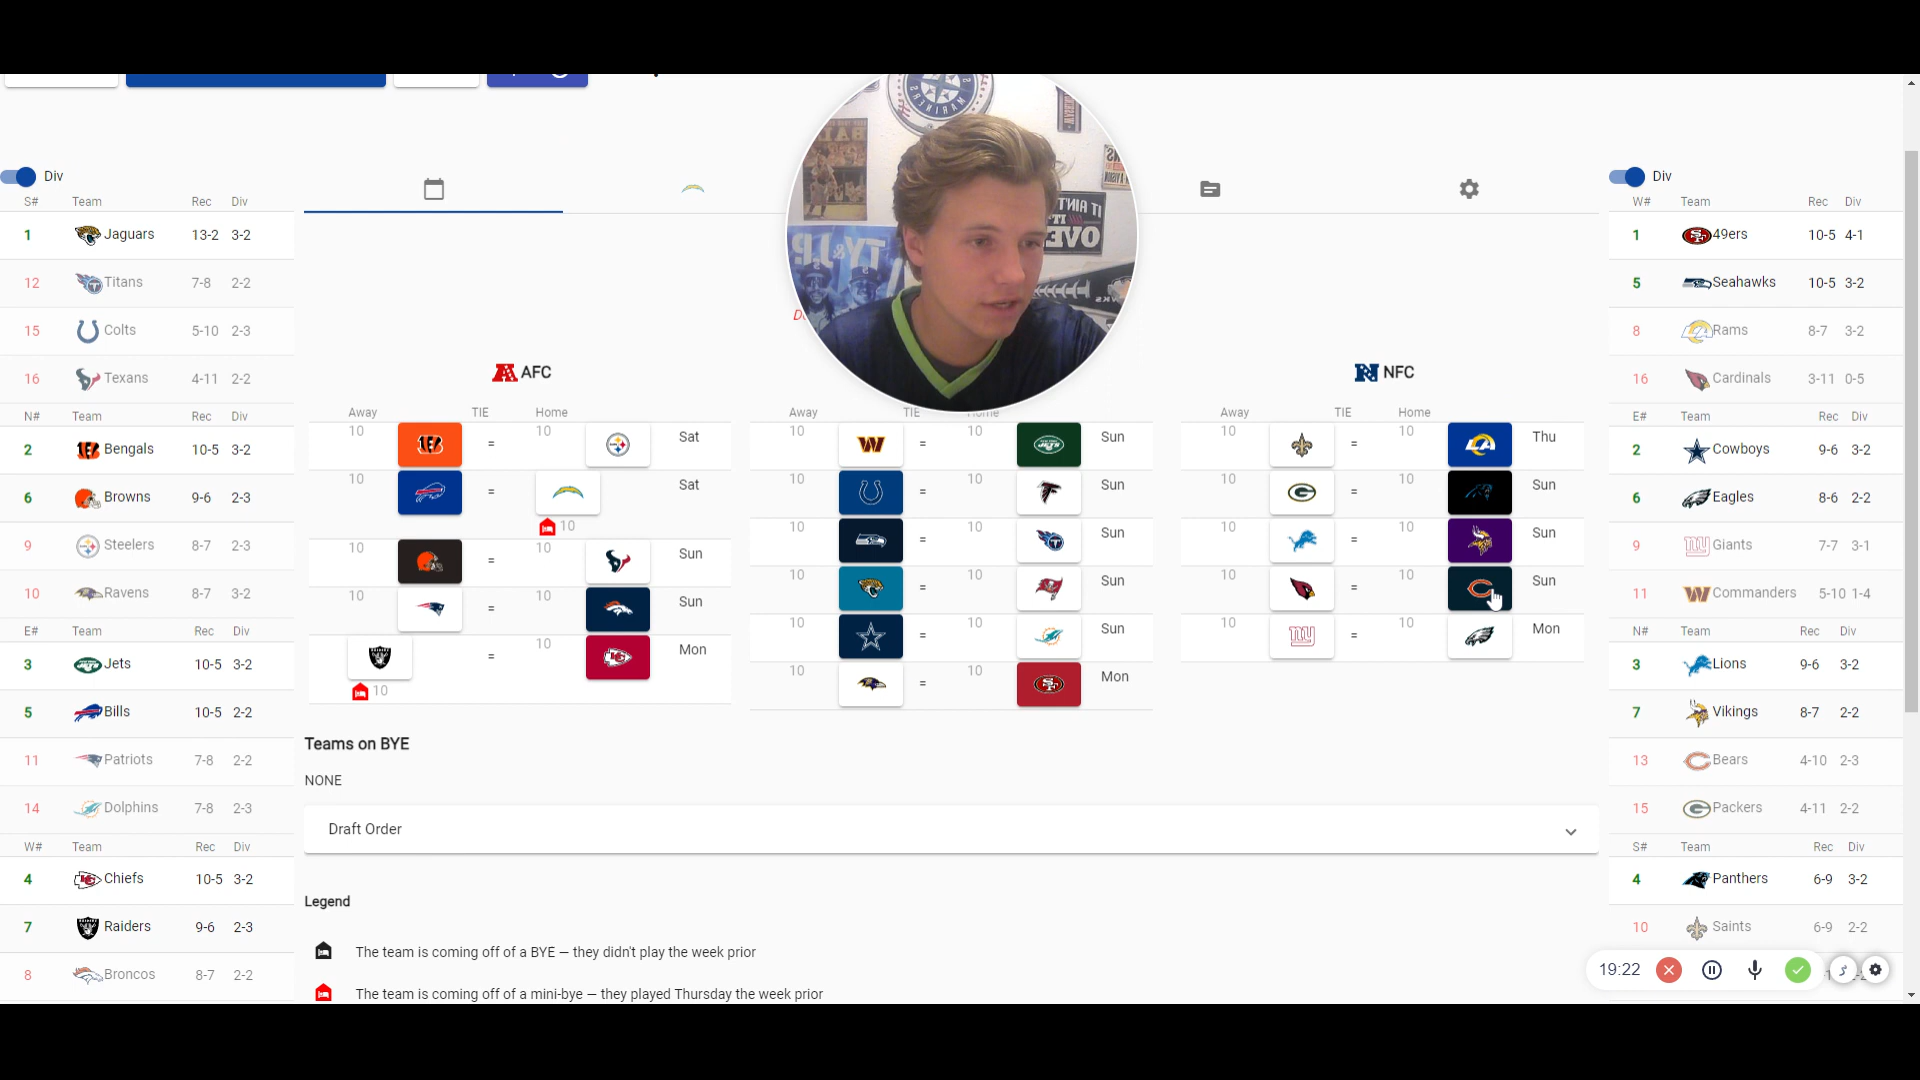 Div
S# Team Rec Div
1 Jaguars 13-2 3-2
12 Titans 7-8 2-2
15 Colts 5-10 2-3
16 Texans 4-11 2-2
N# Team Rec Div
2 Bengals 10-5 3-2
6 Browns 9-6 2-3
9 Steelers 8-7 2-3
10 Ravens 8-7 3-2
E# Team Rec Div
3 Jets 10-5 3-2
5 Bills 10-5 2-2
11 Patriots 7-8 2-2
14 Dolphins 7-8 2-3
W# Team Rec Div
4 Chiefs 10-5 3-2
7 Raiders 9-6 2-3
8 Broncos 8-7 2-2
MARINERS
TY&J.P
IT AIN'T
OVER
AFC
Away TIE Home
10 = 10 Sat
10 = 10 Sat
10
10 = 10 Sun
10 = 10 Sun
= 10 Mon
10
Away TIE Home
10 = 10 Sun
10 = 10 Sun
10 = 10 Sun
10 = 10 Sun
10 = 10 Sun
10 = 10 Mon
NFC
Away TIE Home
10 = 10 Thu
10 = 10 Sun
10 = 10 Sun
10 = 10 Sun
10 = 10 Mon
Teams on BYE
NONE
Draft Order
Legend
The team is coming off of a BYE — they didn't play the week prior
The team is coming off of a mini-bye — they played Thursday the week prior
Div
W# Team Rec Div
1 49ers 10-5 4-1
5 Seahawks 10-5 3-2
8 Rams 8-7 3-2
16 Cardinals 3-11 0-5
E# Team Rec Div
2 Cowboys 9-6 3-2
6 Eagles 8-6 2-2
9 Giants 7-7 3-1
11 Commanders 5-10 1-4
N# Team Rec Div
3 Lions 9-6 3-2
7 Vikings 8-7 2-2
13 Bears 4-10 2-3
15 Packers 4-11 2-2
S# Team Rec Div
4 Panthers 6-9 3-2
10 Saints 6-9 2-2
19:22